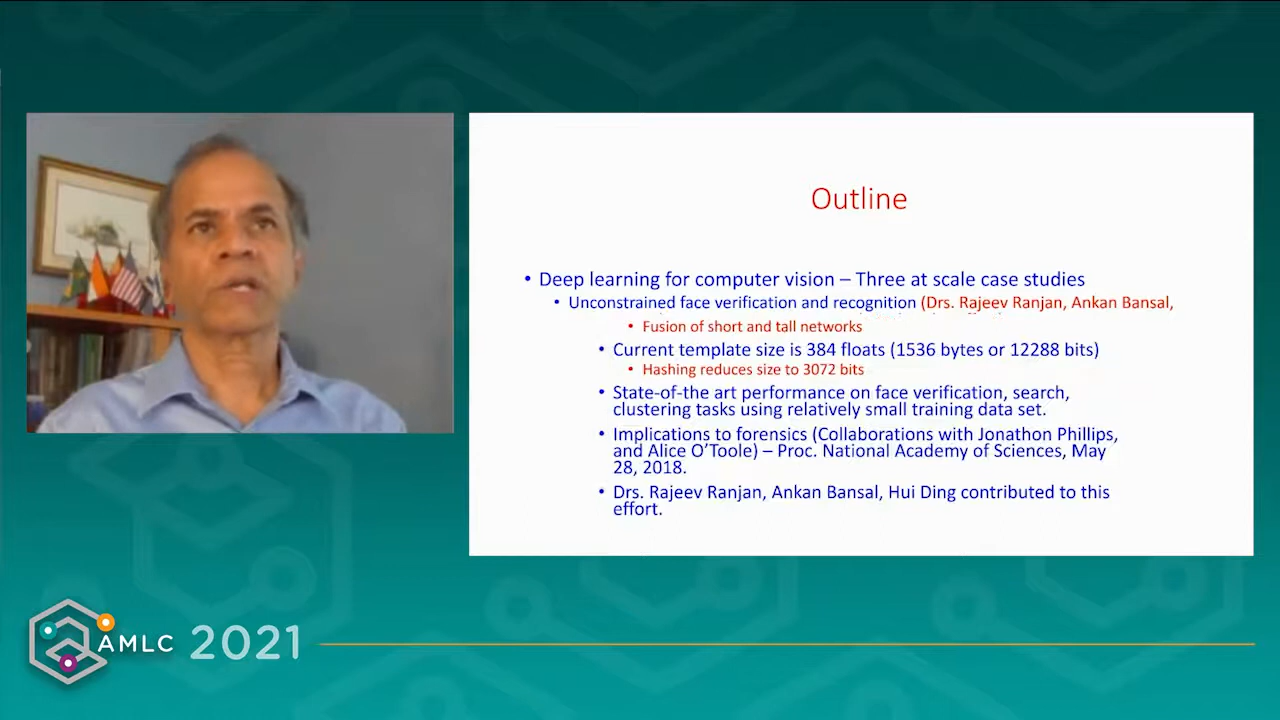 Outline
• Deep learning for computer vision – Three at scale case studies
• Unconstrained face verification and recognition (Drs. Rajeev Ranjan, Ankan Bansal,
• Fusion of short and tall networks
• Current template size is 384 floats (1536 bytes or 12288 bits)
• Hashing reduces size to 3072 bits
• State-of-the art performance on face verification, search,
clustering tasks using relatively small training data set.
• Implications to forensics (Collaborations with Jonathon Phillips,
and Alice O'Toole) – Proc. National Academy of Sciences, May
28, 2018.
• Drs. Rajeev Ranjan, Ankan Bansal, Hui Ding contributed to this
effort.
AMLC 2021